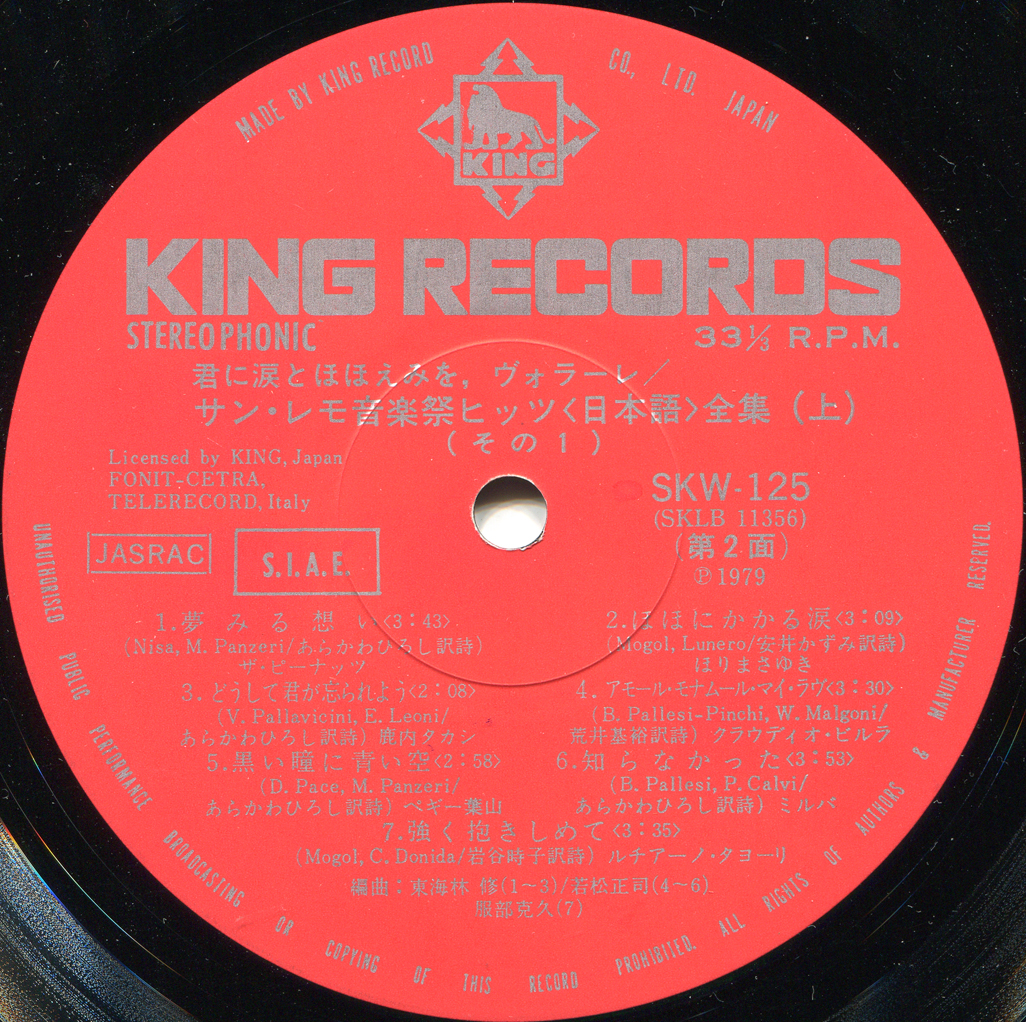 MADE BY KING RECORD CO., LTD. JAPAN
KING
KING RECORDS
STEREOPHONIC
33⅓ R.P.M.
君に涙とほほえみを, ヴォラーレ／
サン・レモ音楽祭ヒッツ〈日本語〉全集（上）
（その１）
Licensed by KING, Japan
FONIT-CETRA,
TELERECORD, Italy
JASRAC
S.I.A.E.
SKW-125
(SKLB 11356)
（第２面）
Ⓟ1979
1.夢みる想い〈3:43〉
(Nisa, M. Panzeri/あらかわひろし訳詩)
ザ・ピーナッツ
2.ほほにかかる涙〈3:09〉
(Mogol, Lunero/安井かずみ訳詩)
ほりまさゆき
3.どうして君が忘られよう〈2:08〉
(V. Pallavicini, E. Leoni/
あらかわひろし訳詩) 鹿内タカシ
4.アモール・モナムール・マイ・ラヴ〈3:30〉
(B. Pallesi-Pinchi, W. Malgoni/
荒井基裕訳詩) クラウディオ・ビルラ
5.黒い瞳に青い空〈2:58〉
(D. Pace, M. Panzeri/
あらかわひろし訳詩) ペギー葉山
6.知らなかった〈3:53〉
(B. Pallesi, P. Calvi/
あらかわひろし訳詩) ミルバ
7.強く抱きしめて〈3:35〉
(Mogol, C. Donida/岩谷時子訳詩) ルチアーノ・タヨーリ
編曲：東海林 修(1～3)/若松正司(4～6)
服部克久(7)
UNAUTHORISED PUBLIC PERFORMANCE BROADCASTING OR COPYING OF THIS RECORD PROHIBITED. ALL RIGHTS OF AUTHORS & MANUFACTURER RESERVED.